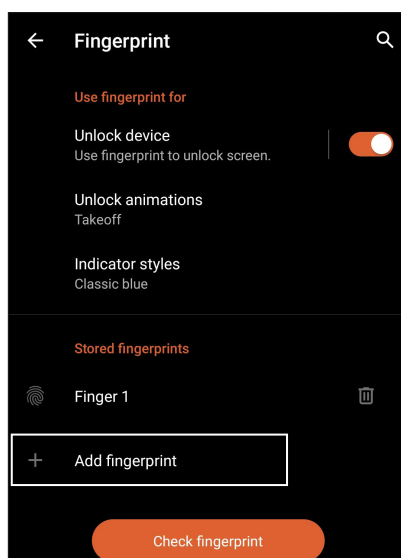 Fingerprint
Use fingerprint for
Unlock device
Use fingerprint to unlock screen.
Unlock animations
Takeoff
Indicator styles
Classic blue
Stored fingerprints
Finger 1
Add fingerprint
Check fingerprint